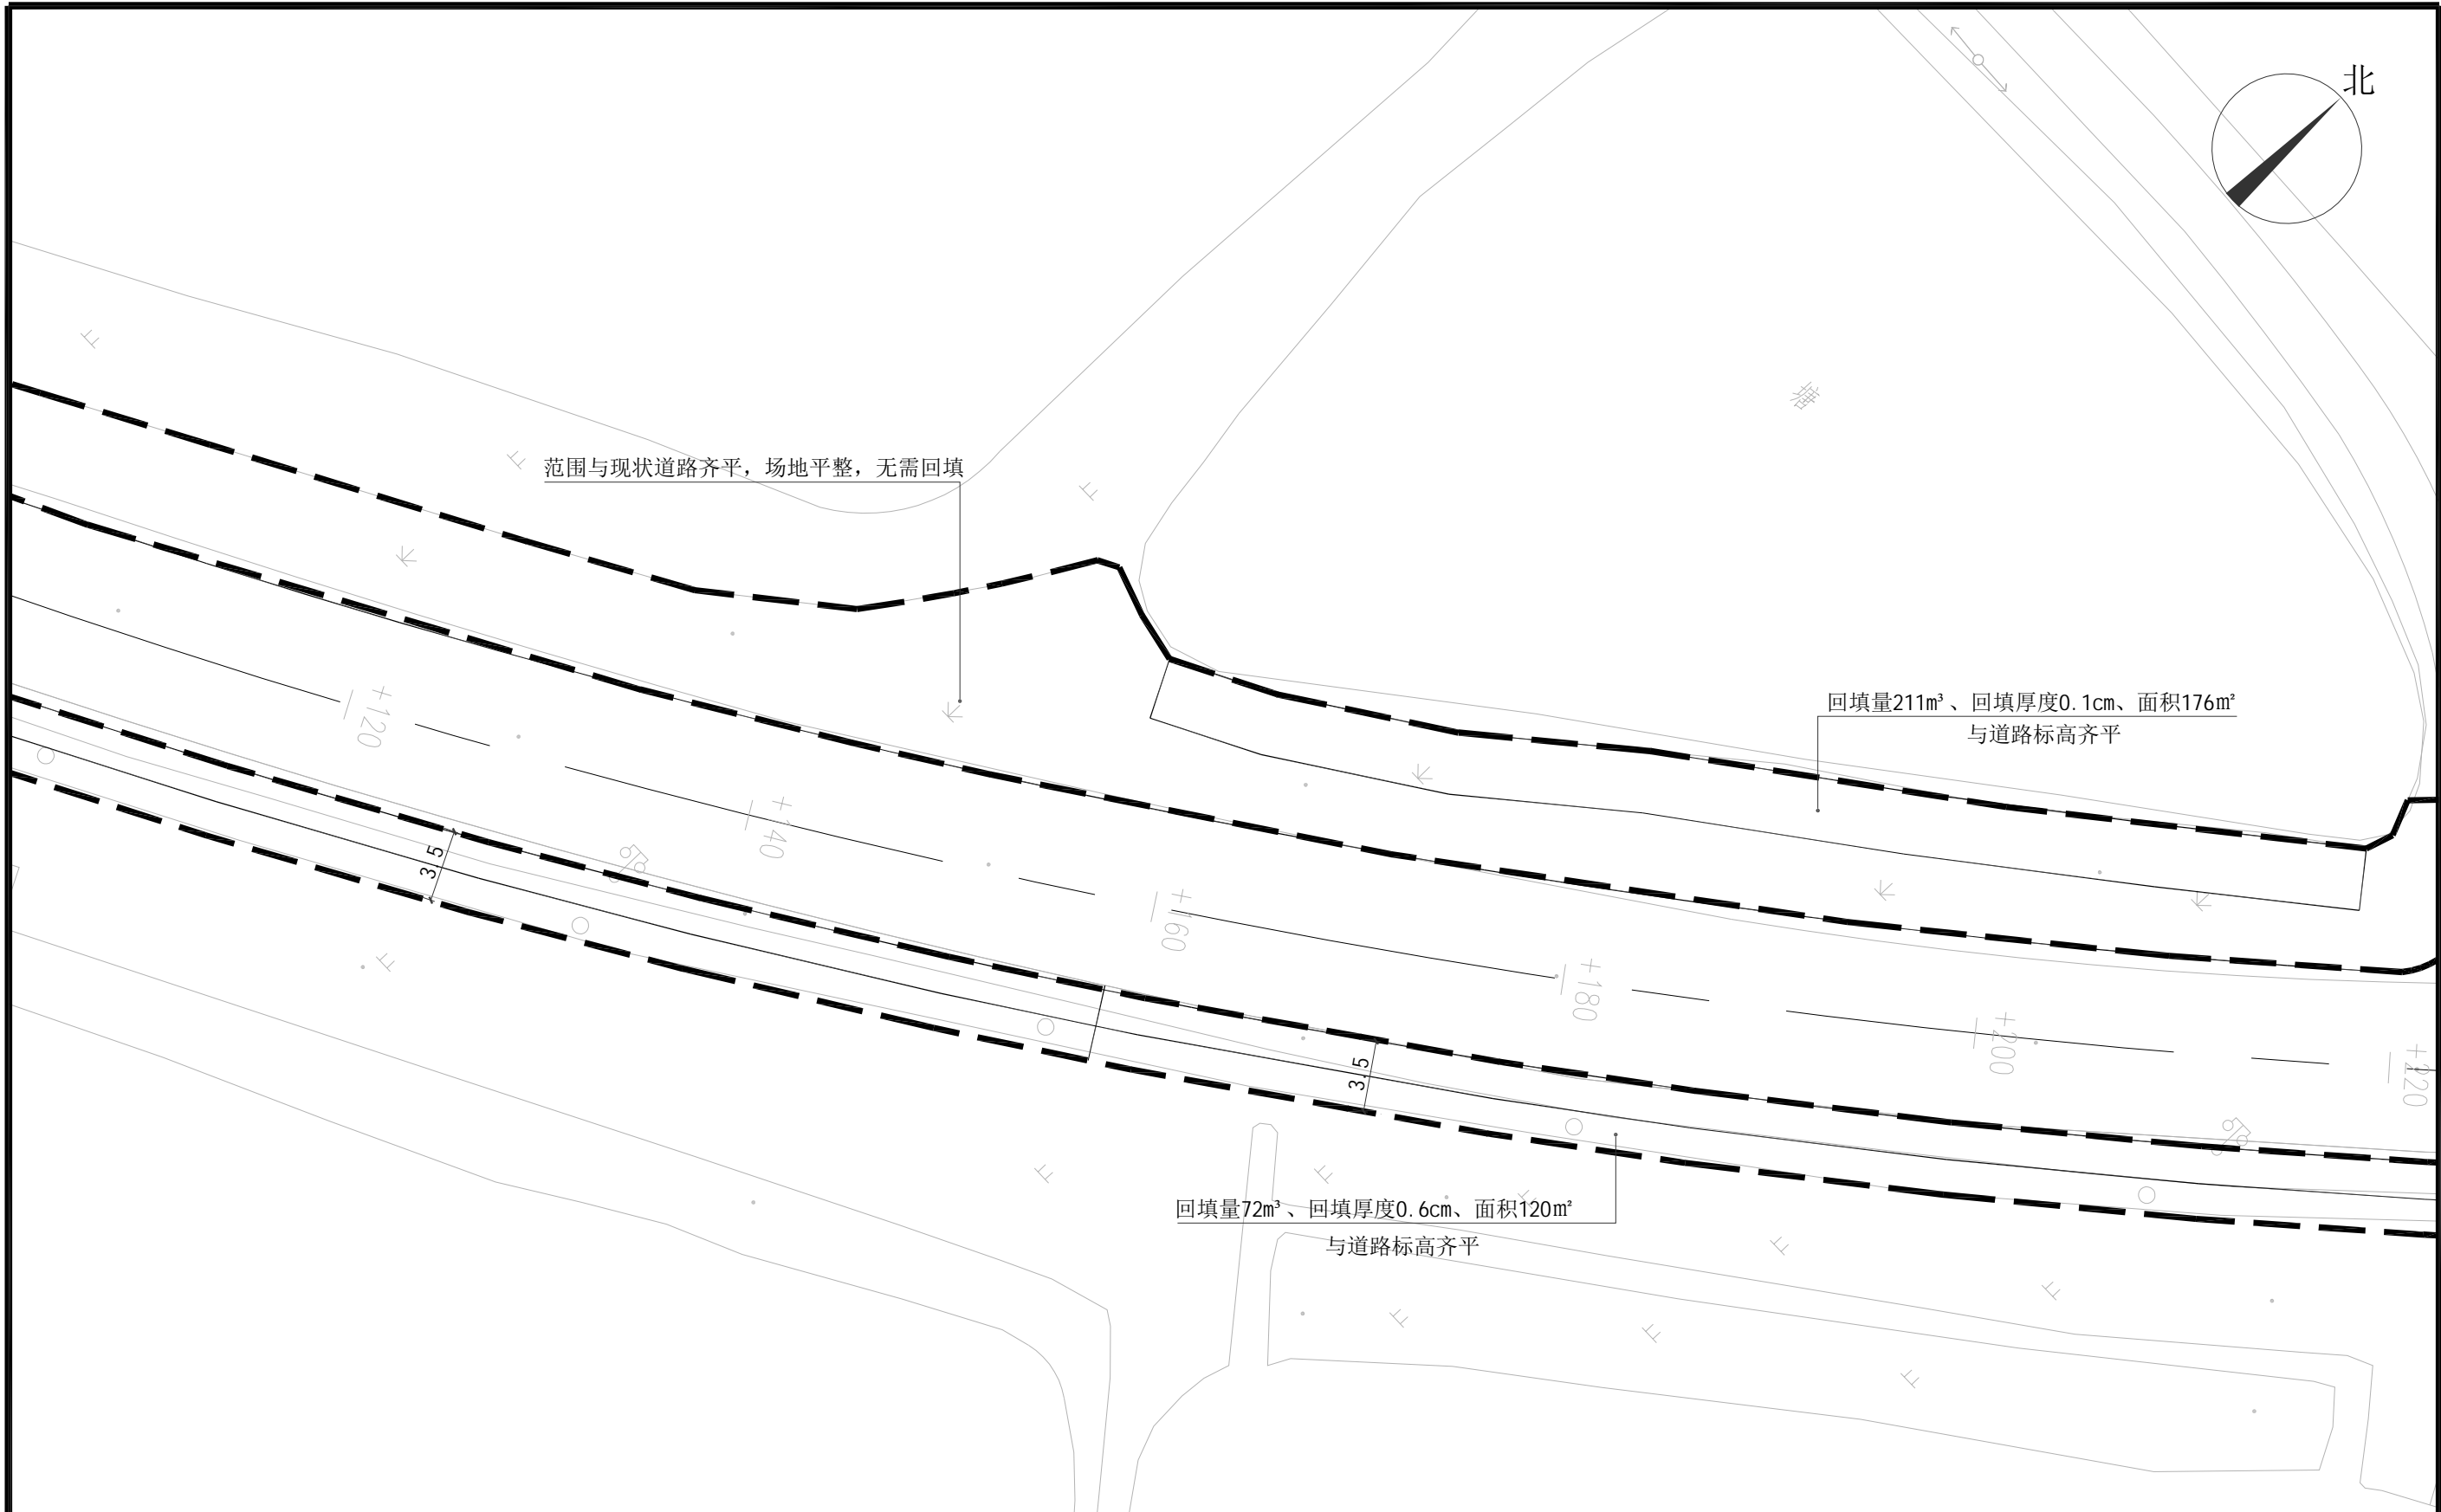 北
范围与现状道路齐平，场地平整，无需回填
回填量211m³、回填厚度0.1cm、面积176㎡
与道路标高齐平
+120
+140
+160
+180
+200
+220
3.5
3.5
回填量72m³、回填厚度0.6cm、面积120㎡
与道路标高齐平